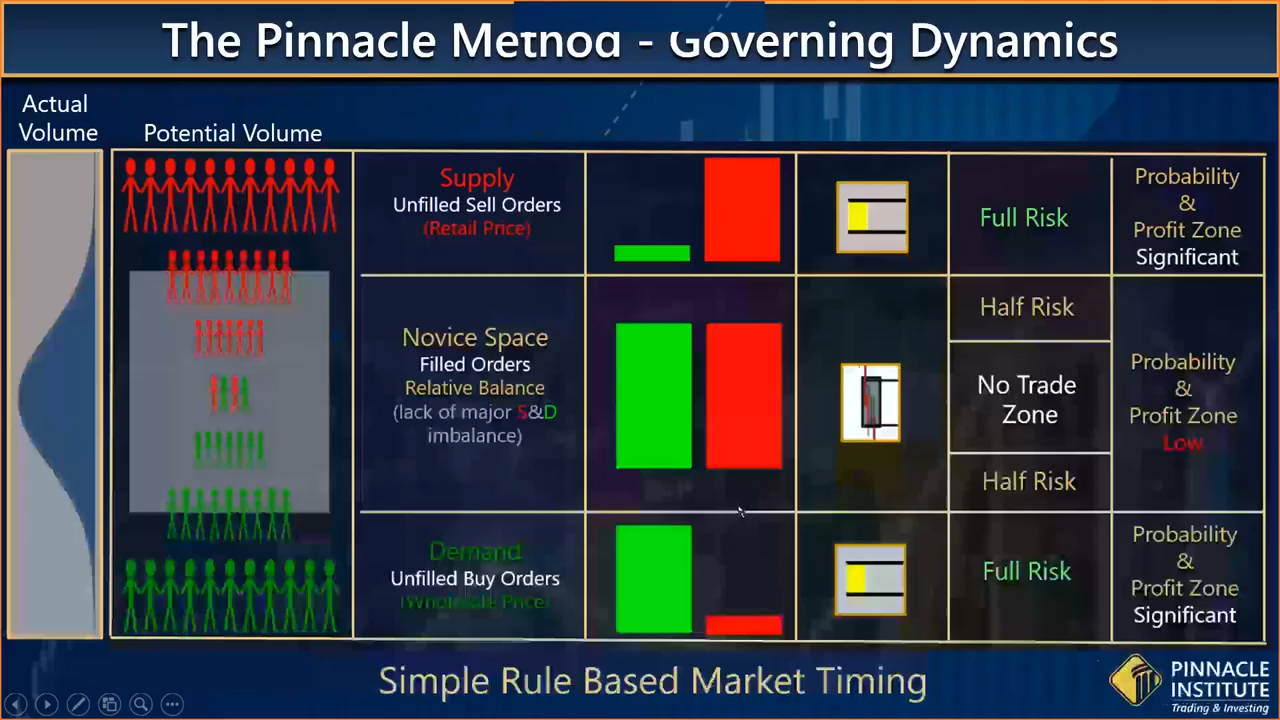 The Pinnacle Method - Governing Dynamics
Actual
Volume
Potential Volume
Supply
Unfilled Sell Orders
(Retail Price)
Full Risk
Probability
&
Profit Zone
Significant
Novice Space
Filled Orders
Relative Balance
(lack of major S&D
imbalance)
Half Risk
No Trade
Zone
Half Risk
Probability
&
Profit Zone
Low
Demand
Unfilled Buy Orders
(Wholesale Price)
Full Risk
Probability
&
Profit Zone
Significant
Simple Rule Based Market Timing
PINNACLE
INSTITUTE
Trading & Investing